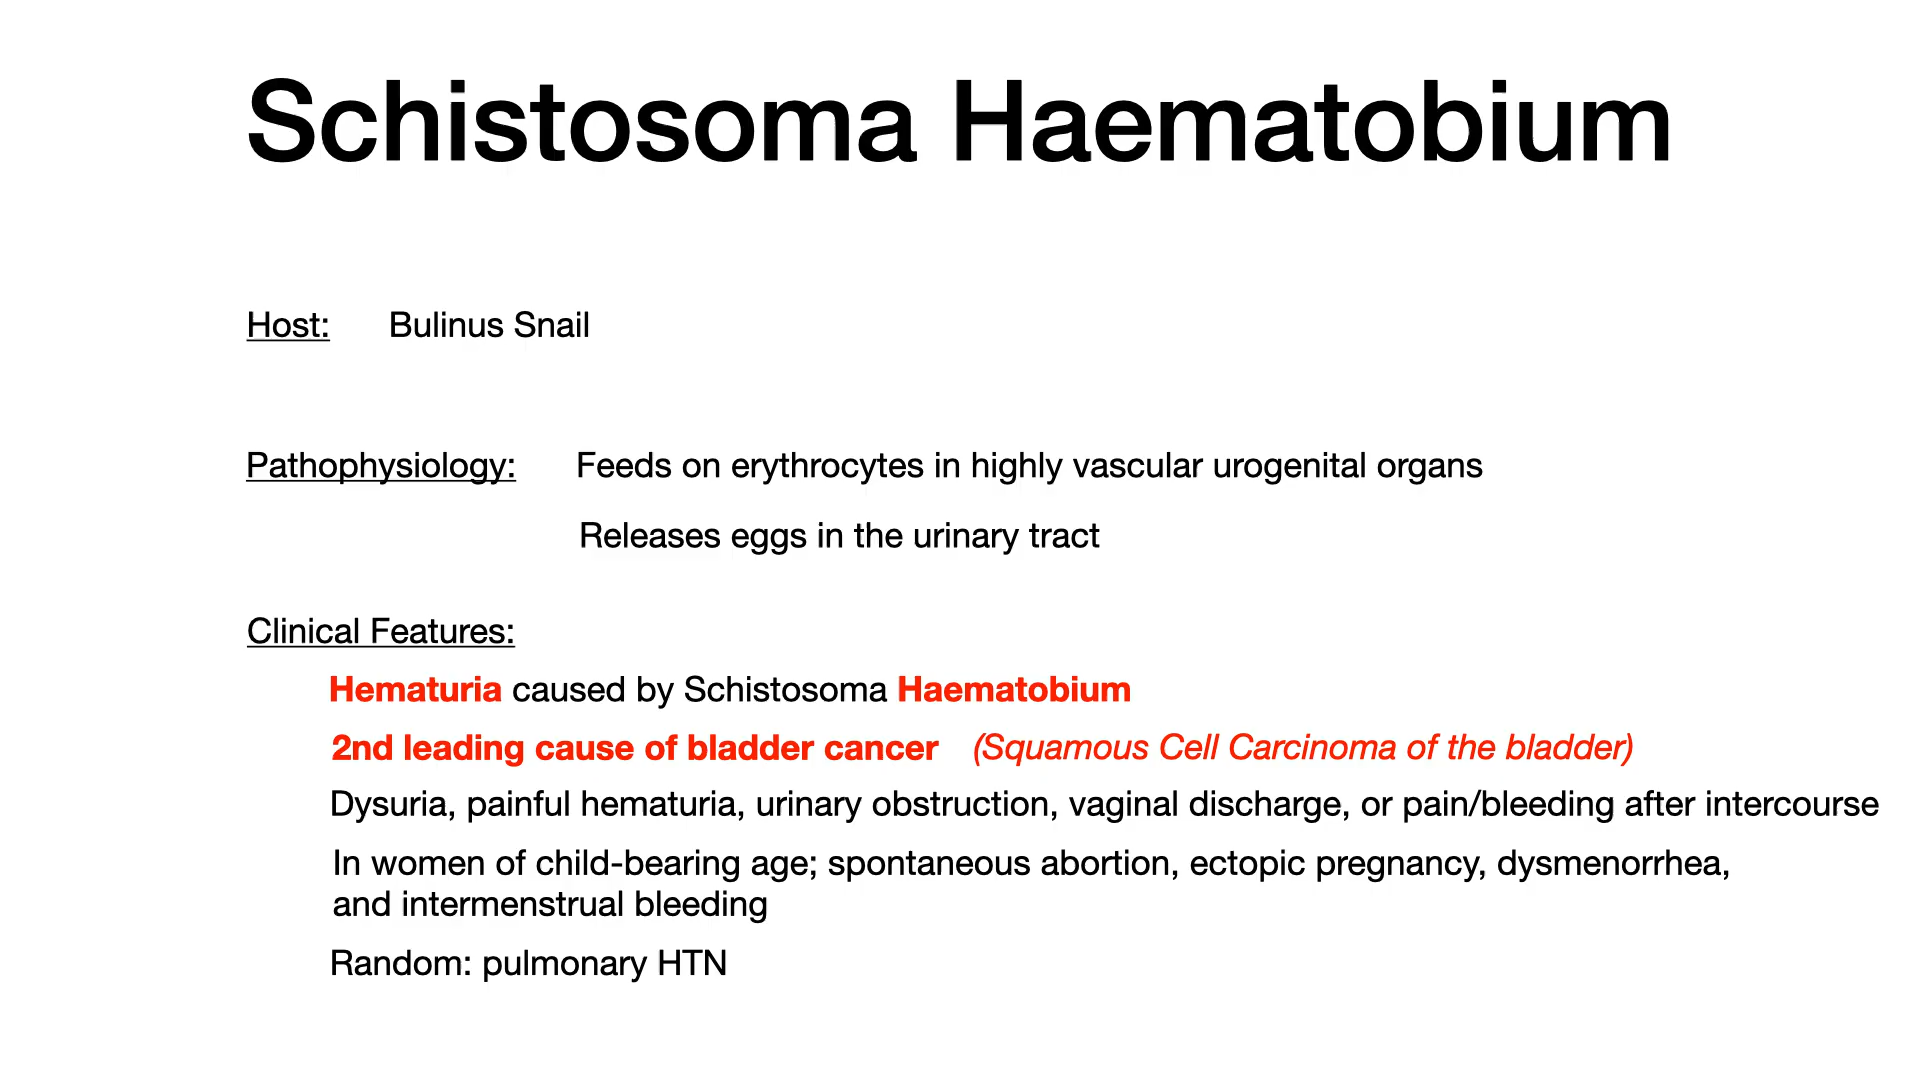 Schistosoma Haematobium
Host: Bulinus Snail
Pathophysiology: Feeds on erythrocytes in highly vascular urogenital organs
Releases eggs in the urinary tract
Clinical Features:
Hematuria caused by Schistosoma Haematobium
2nd leading cause of bladder cancer (Squamous Cell Carcinoma of the bladder)
Dysuria, painful hematuria, urinary obstruction, vaginal discharge, or pain/bleeding after intercourse
In women of child-bearing age; spontaneous abortion, ectopic pregnancy, dysmenorrhea,
and intermenstrual bleeding
Random: pulmonary HTN